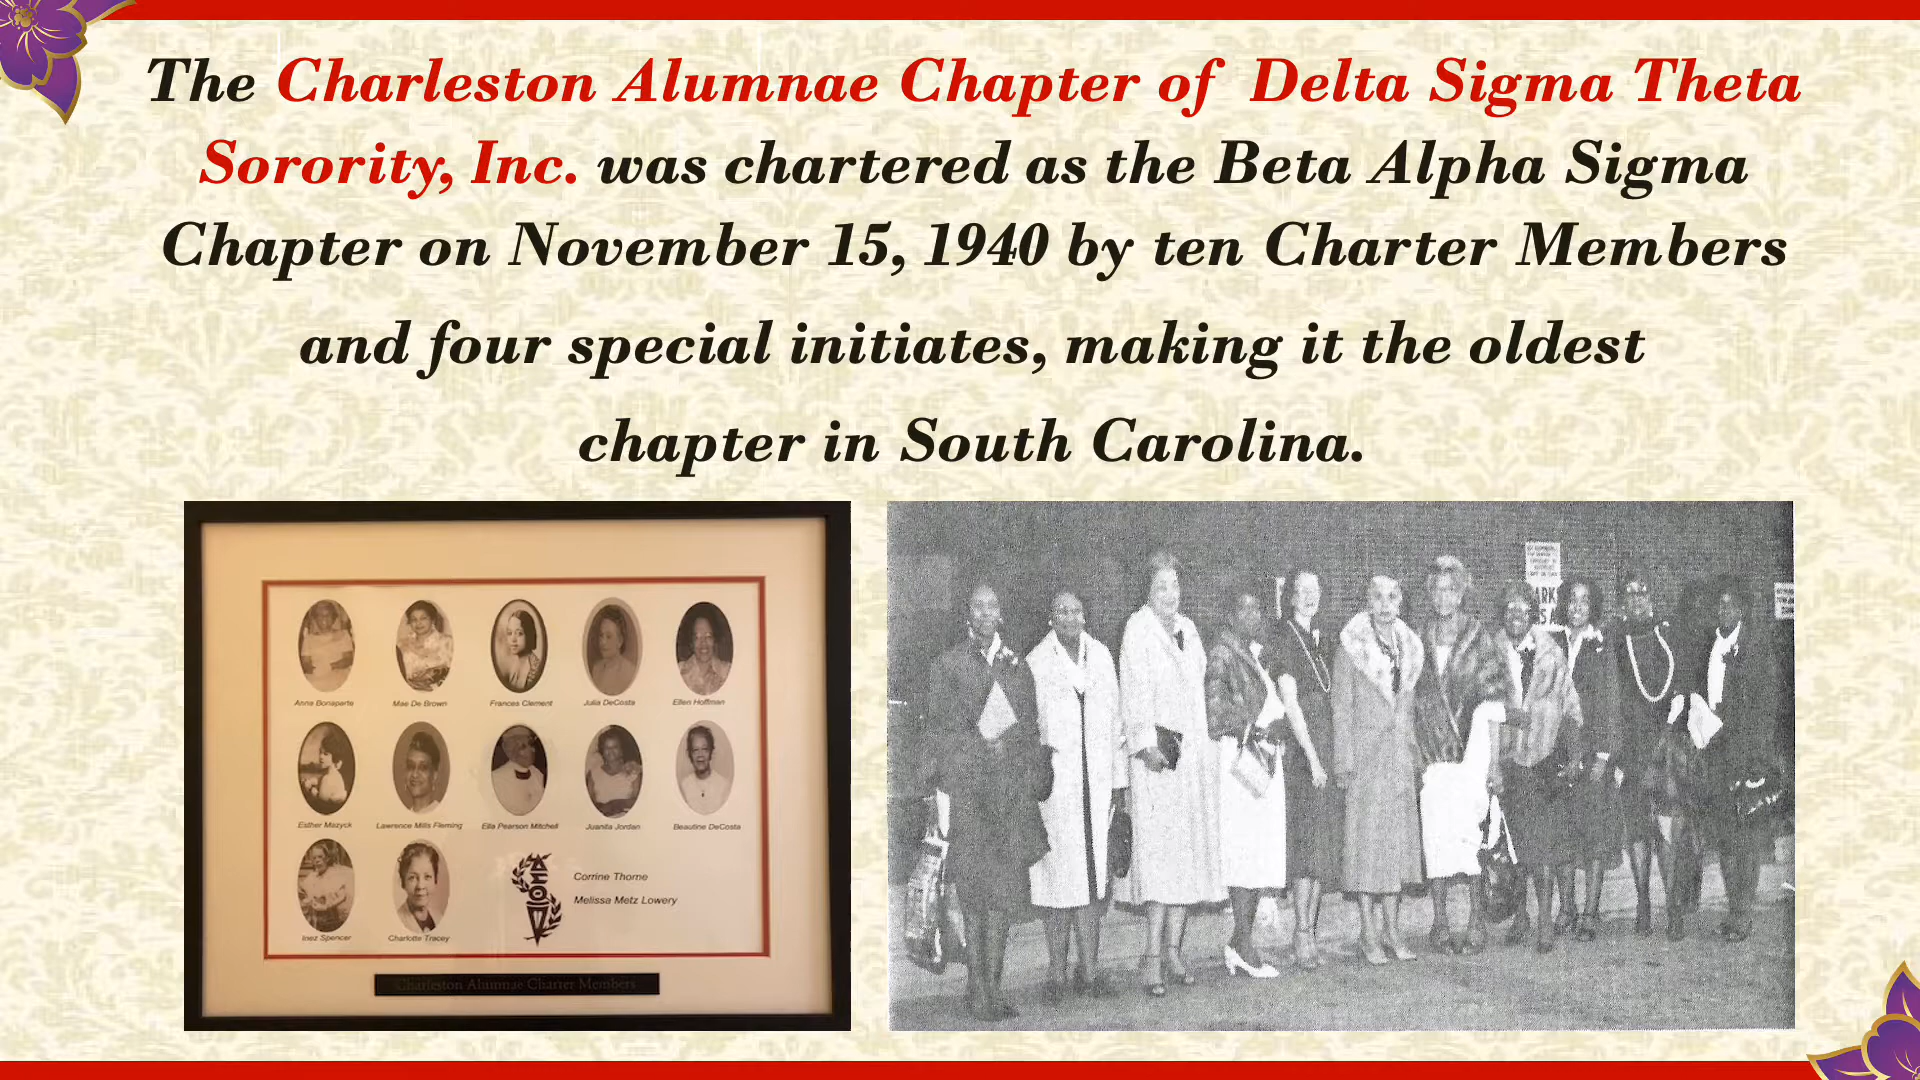 The Charleston Alumnae Chapter of Delta Sigma Theta
Sorority, Inc. was chartered as the Beta Alpha Sigma
Chapter on November 15, 1940 by ten Charter Members
and four special initiates, making it the oldest
chapter in South Carolina.
Anna Bonaparte Mae De Brown Frances Clement Julia DeCosta Ellen Hoffman
Esther Mazyck Lawrence Mills Fleming Ella Pearson Mitchell Juanita Jordan Beautine DeCosta
Inez Spencer Charlotte Tracey
Corrine Thorne
Melissa Metz Lowery
Charleston Alumnae Charter Members